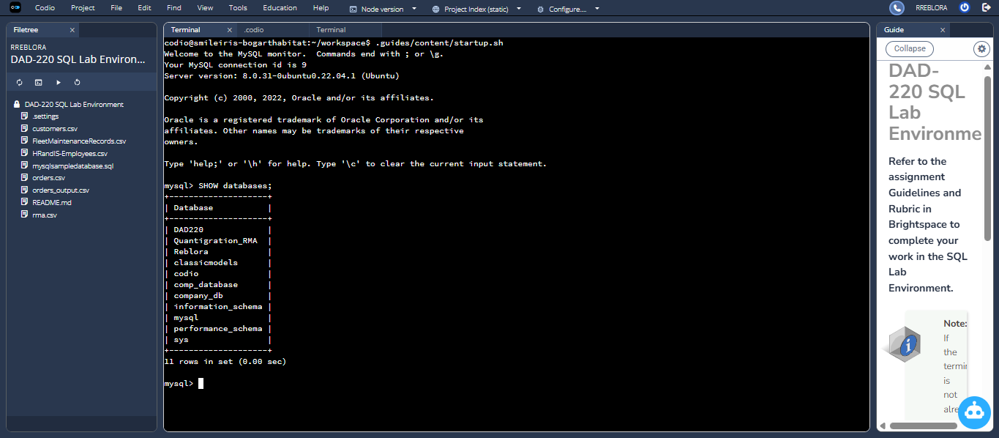 Codio Project File Edit Find View Tools Education Help Node version Project Index (static) Configure.... RREBLORA
Filetree ×
RREBLORA
DAD-220 SQL Lab Environ...
DAD-220 SQL Lab Environment
.settings
customers.csv
FleetMaintenanceRecords.csv
HRandIS-Employees.csv
mysqlsampledatabase.sql
orders.csv
orders_output.csv
README.md
rma.csv
Terminal × .codio Terminal
codio@smileiris-bogarthabitat:~/workspace$ .guides/content/startup.sh
Welcome to the MySQL monitor.  Commands end with ; or \g.
Your MySQL connection id is 9
Server version: 8.0.31-0ubuntu0.22.04.1 (Ubuntu)
Copyright (c) 2000, 2022, Oracle and/or its affiliates.
Oracle is a registered trademark of Oracle Corporation and/or its
affiliates. Other names may be trademarks of their respective
owners.
Type 'help;' or '\h' for help. Type '\c' to clear the current input statement.
mysql> SHOW databases;
+--------------------+
| Database           |
+--------------------+
| DAD220             |
| Quantigration_RMA  |
| Reblora            |
| classicmodels      |
| codio              |
| comp_database      |
| company_db         |
| information_schema |
| mysql              |
| performance_schema |
| sys                |
+--------------------+
11 rows in set (0.00 sec)
mysql>
Guide ×
Collapse
DAD-
220 SQL
Lab
Environme
Refer to the
assignment
Guidelines and
Rubric in
Brightspace to
complete your
work in the SQL
Lab
Environment.
Note:
If
the
termin
is
not
alre